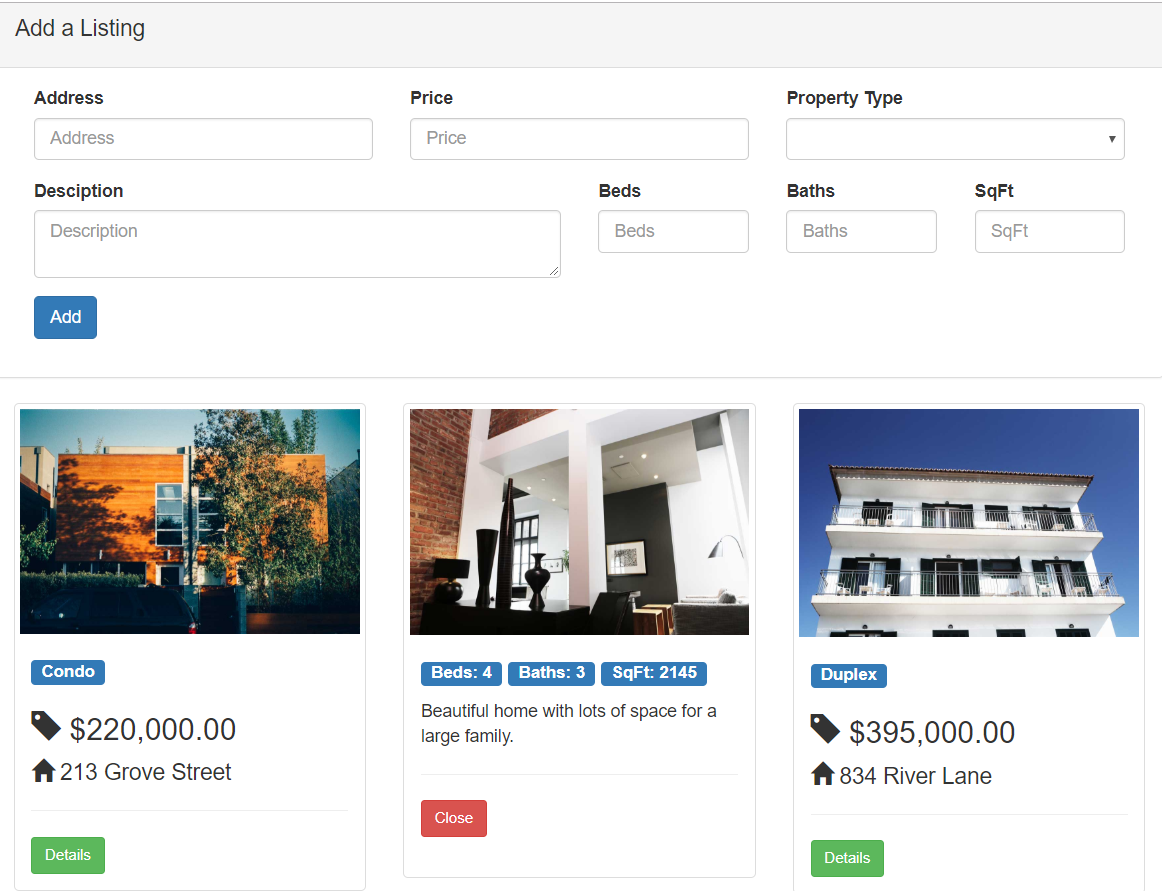 Add a Listing
Address Price Property Type
Address Price
Desciption Beds Baths SqFt
Description Beds Baths SqFt
Add
Condo
$220,000.00
213 Grove Street
Details
Beds: 4 Baths: 3 SqFt: 2145
Beautiful home with lots of space for a
large family.
Close
Duplex
$395,000.00
834 River Lane
Details